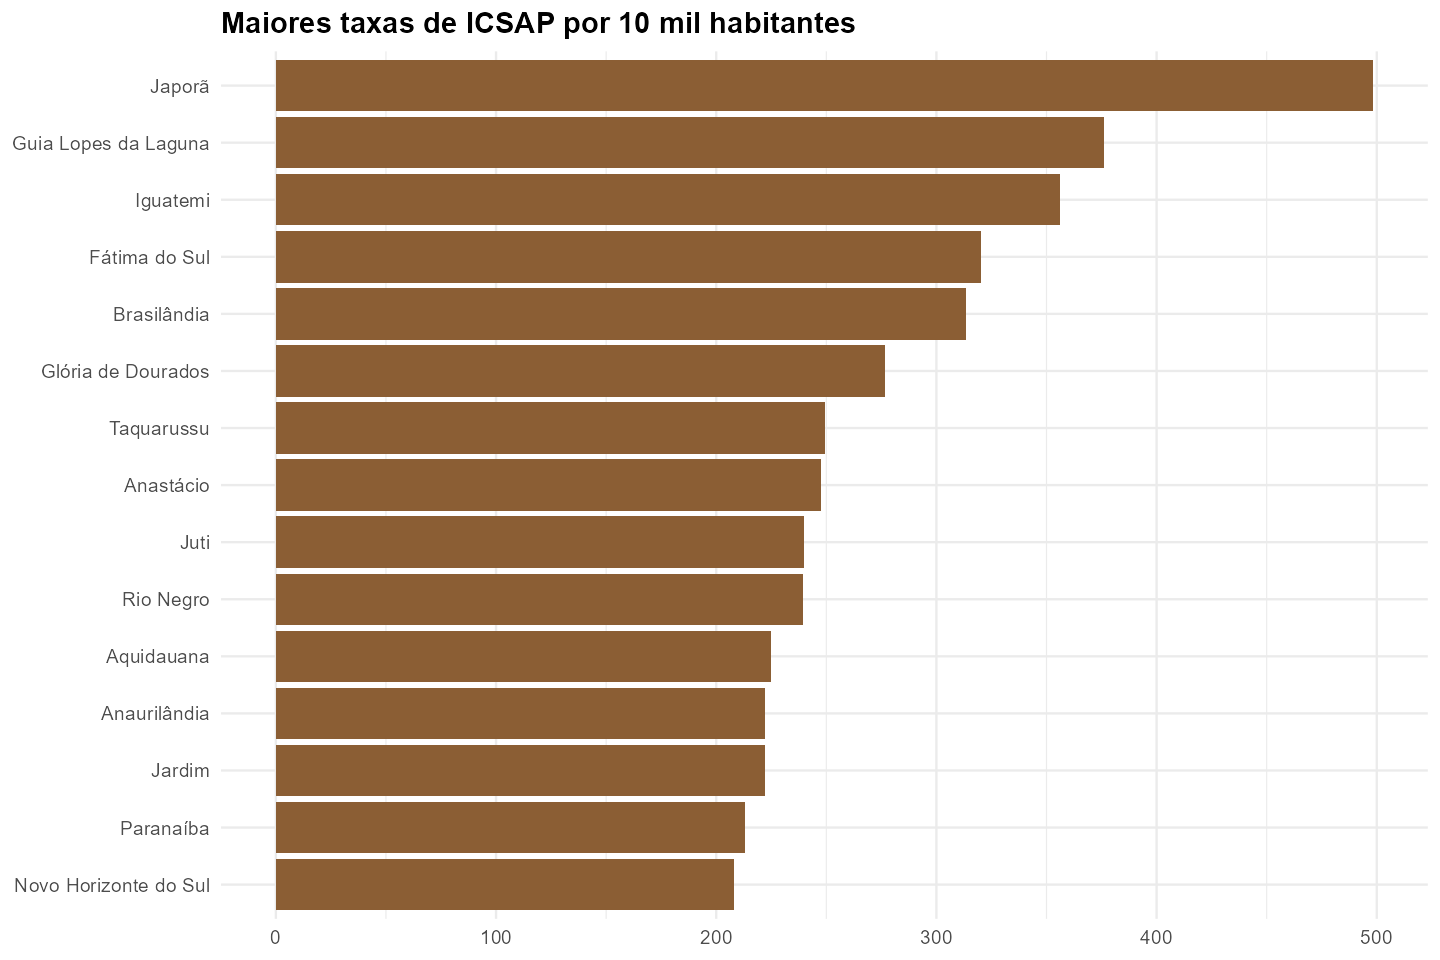 Maiores taxas de ICSAP por 10 mil habitantes
Japorã
Guia Lopes da Laguna
Iguatemi
Fátima do Sul
Brasilândia
Glória de Dourados
Taquarussu
Anastácio
Juti
Rio Negro
Aquidauana
Anaurilândia
Jardim
Paranaíba
Novo Horizonte do Sul
0 100 200 300 400 500